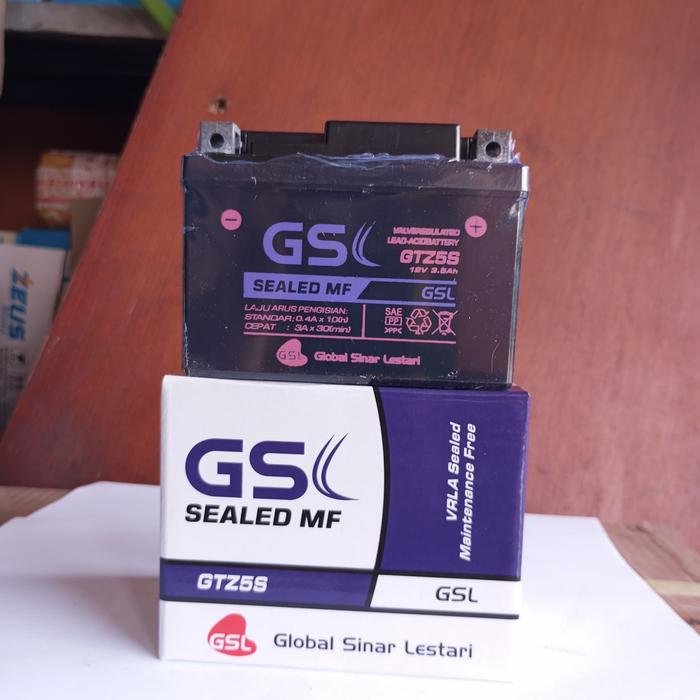 GS
VALVEREGULATED
LEAD-ACIDBATTERY
GTZ5S
12V 3.5Ah
SEALED MF
GSL
LAJU ARUS PENGISIAN:
STANDAR: 0.4A x 10(h)
CEPAT : 3A x 30(min)
SAE
PP
>PP<
GSL
Global Sinar Lestari
GS
SEALED MF
VRLA Sealed
Maintenance Free
GTZ5S
GSL
GSL
Global Sinar Lestari
ZEUS